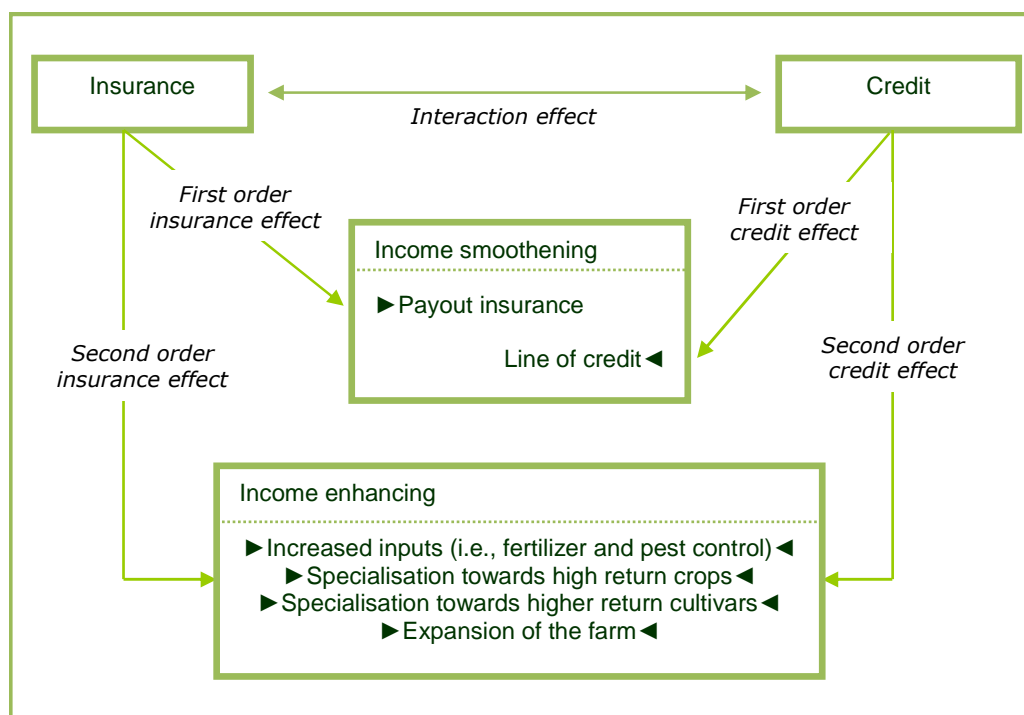 Insurance
Credit
Interaction effect
First order
insurance effect
First order
credit effect
Income smoothening
►Payout insurance
Line of credit◄
Second order
insurance effect
Second order
credit effect
Income enhancing
►Increased inputs (i.e., fertilizer and pest control)◄
►Specialisation towards high return crops◄
►Specialisation towards higher return cultivars◄
►Expansion of the farm◄